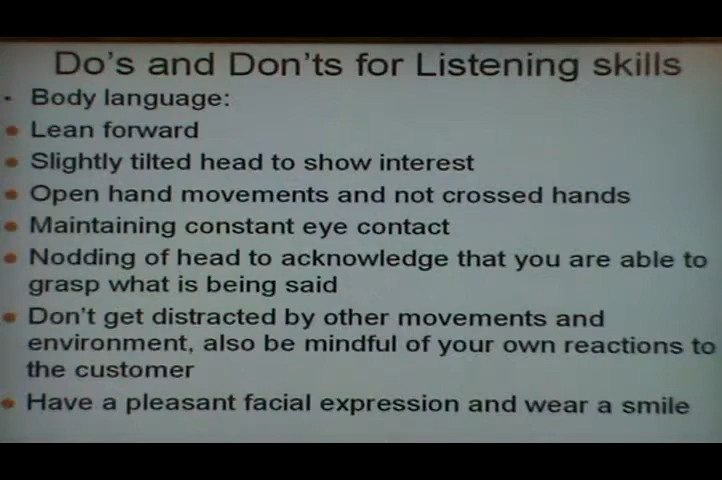 Do's and Don'ts for Listening skills
• Body language:
• Lean forward
• Slightly tilted head to show interest
• Open hand movements and not crossed hands
• Maintaining constant eye contact
• Nodding of head to acknowledge that you are able to
grasp what is being said
• Don't get distracted by other movements and
environment, also be mindful of your own reactions to
the customer
• Have a pleasant facial expression and wear a smile